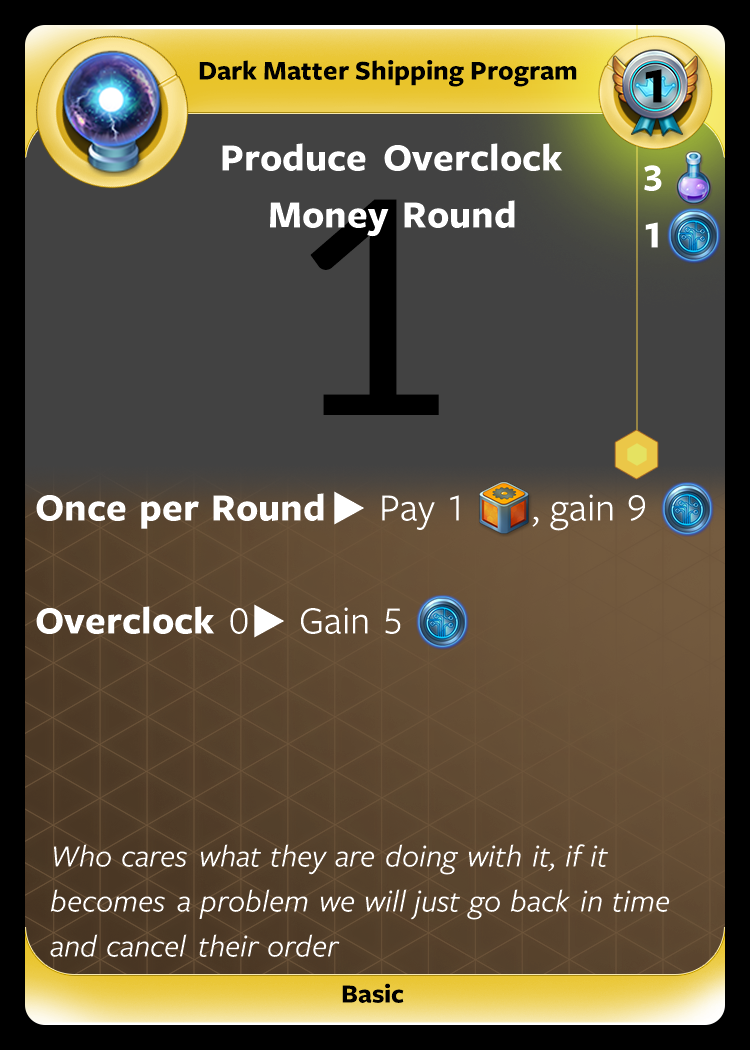 Dark Matter Shipping Program
1
Produce Overclock
Money Round
3
1
1
Once per Round▶ Pay 1 , gain 9
Overclock 0▶ Gain 5
Who cares what they are doing with it, if it
becomes a problem we will just go back in time
and cancel their order
Basic